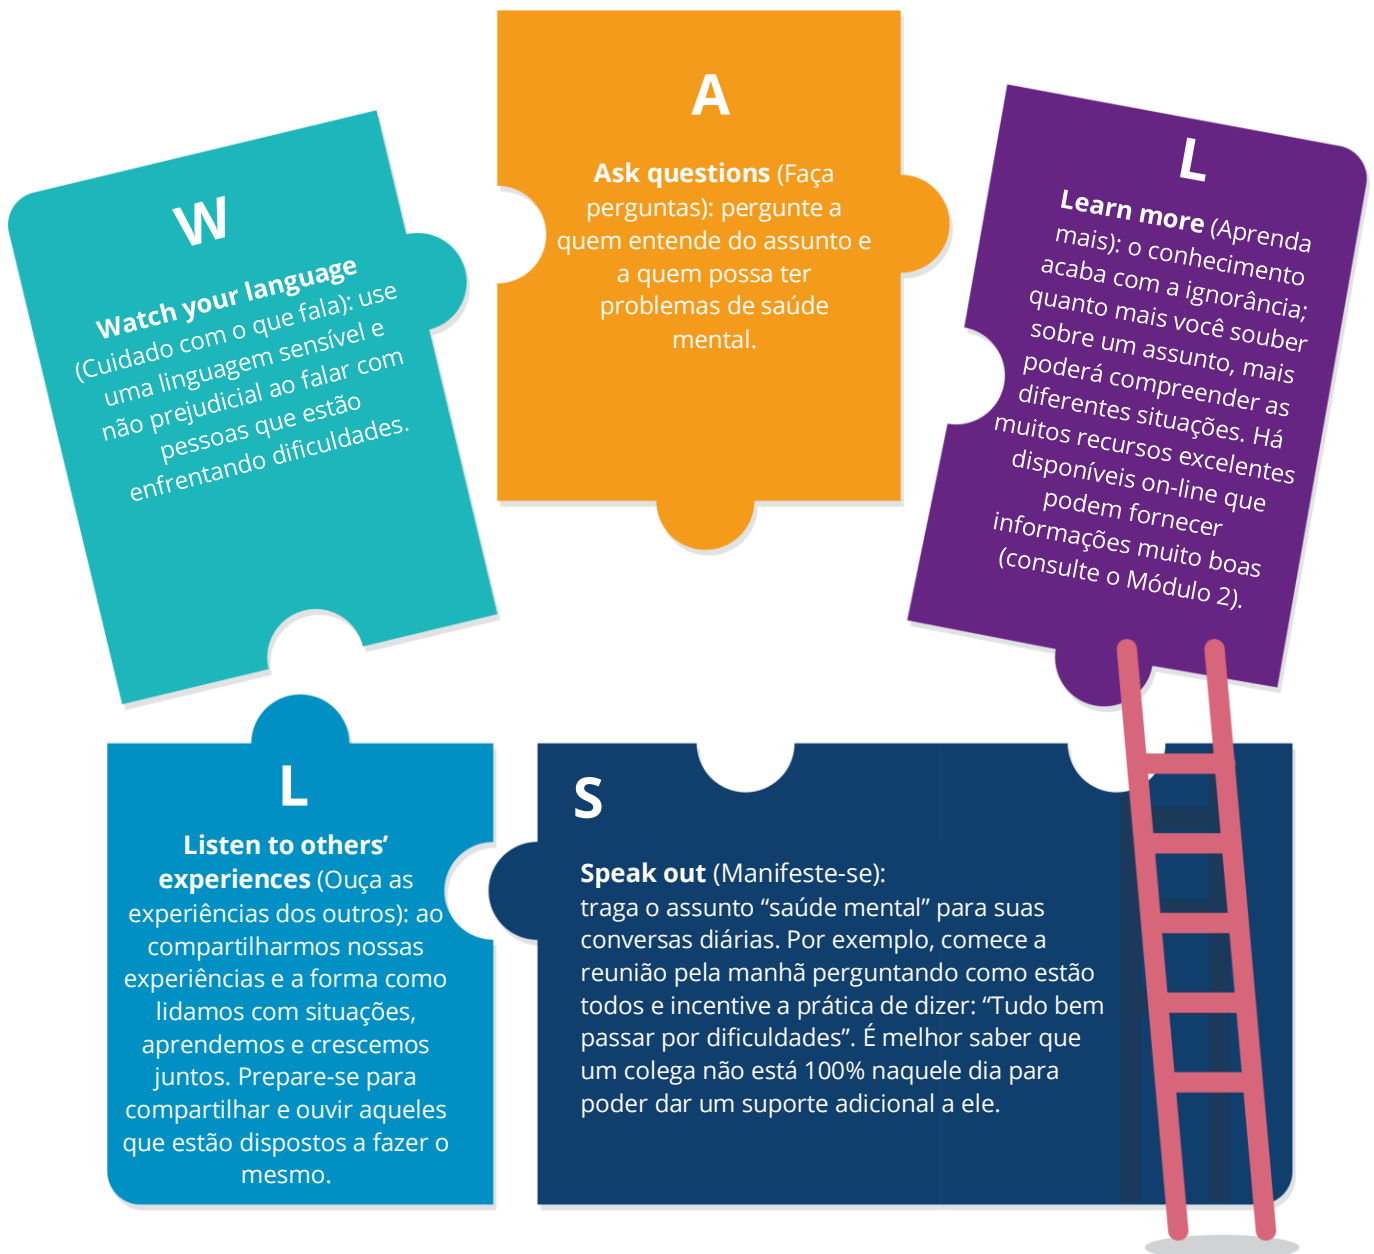 W
Watch your language
(Cuidado com o que fala): use
uma linguagem sensível e
não prejudicial ao falar com
pessoas que estão
enfrentando dificuldades.
A
Ask questions (Faça
perguntas): pergunte a
quem entende do assunto e
a quem possa ter
problemas de saúde
mental.
L
Learn more (Aprenda
mais): o conhecimento
acaba com a ignorância;
quanto mais você souber
sobre um assunto, mais
poderá compreender as
diferentes situações. Há
muitos recursos excelentes
disponíveis on-line que
podem fornecer
informações muito boas
(consulte o Módulo 2).
L
Listen to others’
experiences (Ouça as
experiências dos outros): ao
compartilharmos nossas
experiências e a forma como
lidamos com situações,
aprendemos e crescemos
juntos. Prepare-se para
compartilhar e ouvir aqueles
que estão dispostos a fazer o
mesmo.
S
Speak out (Manifeste-se):
traga o assunto “saúde mental” para suas
conversas diárias. Por exemplo, comece a
reunião pela manhã perguntando como estão
todos e incentive a prática de dizer: “Tudo bem
passar por dificuldades”. É melhor saber que
um colega não está 100% naquele dia para
poder dar um suporte adicional a ele.